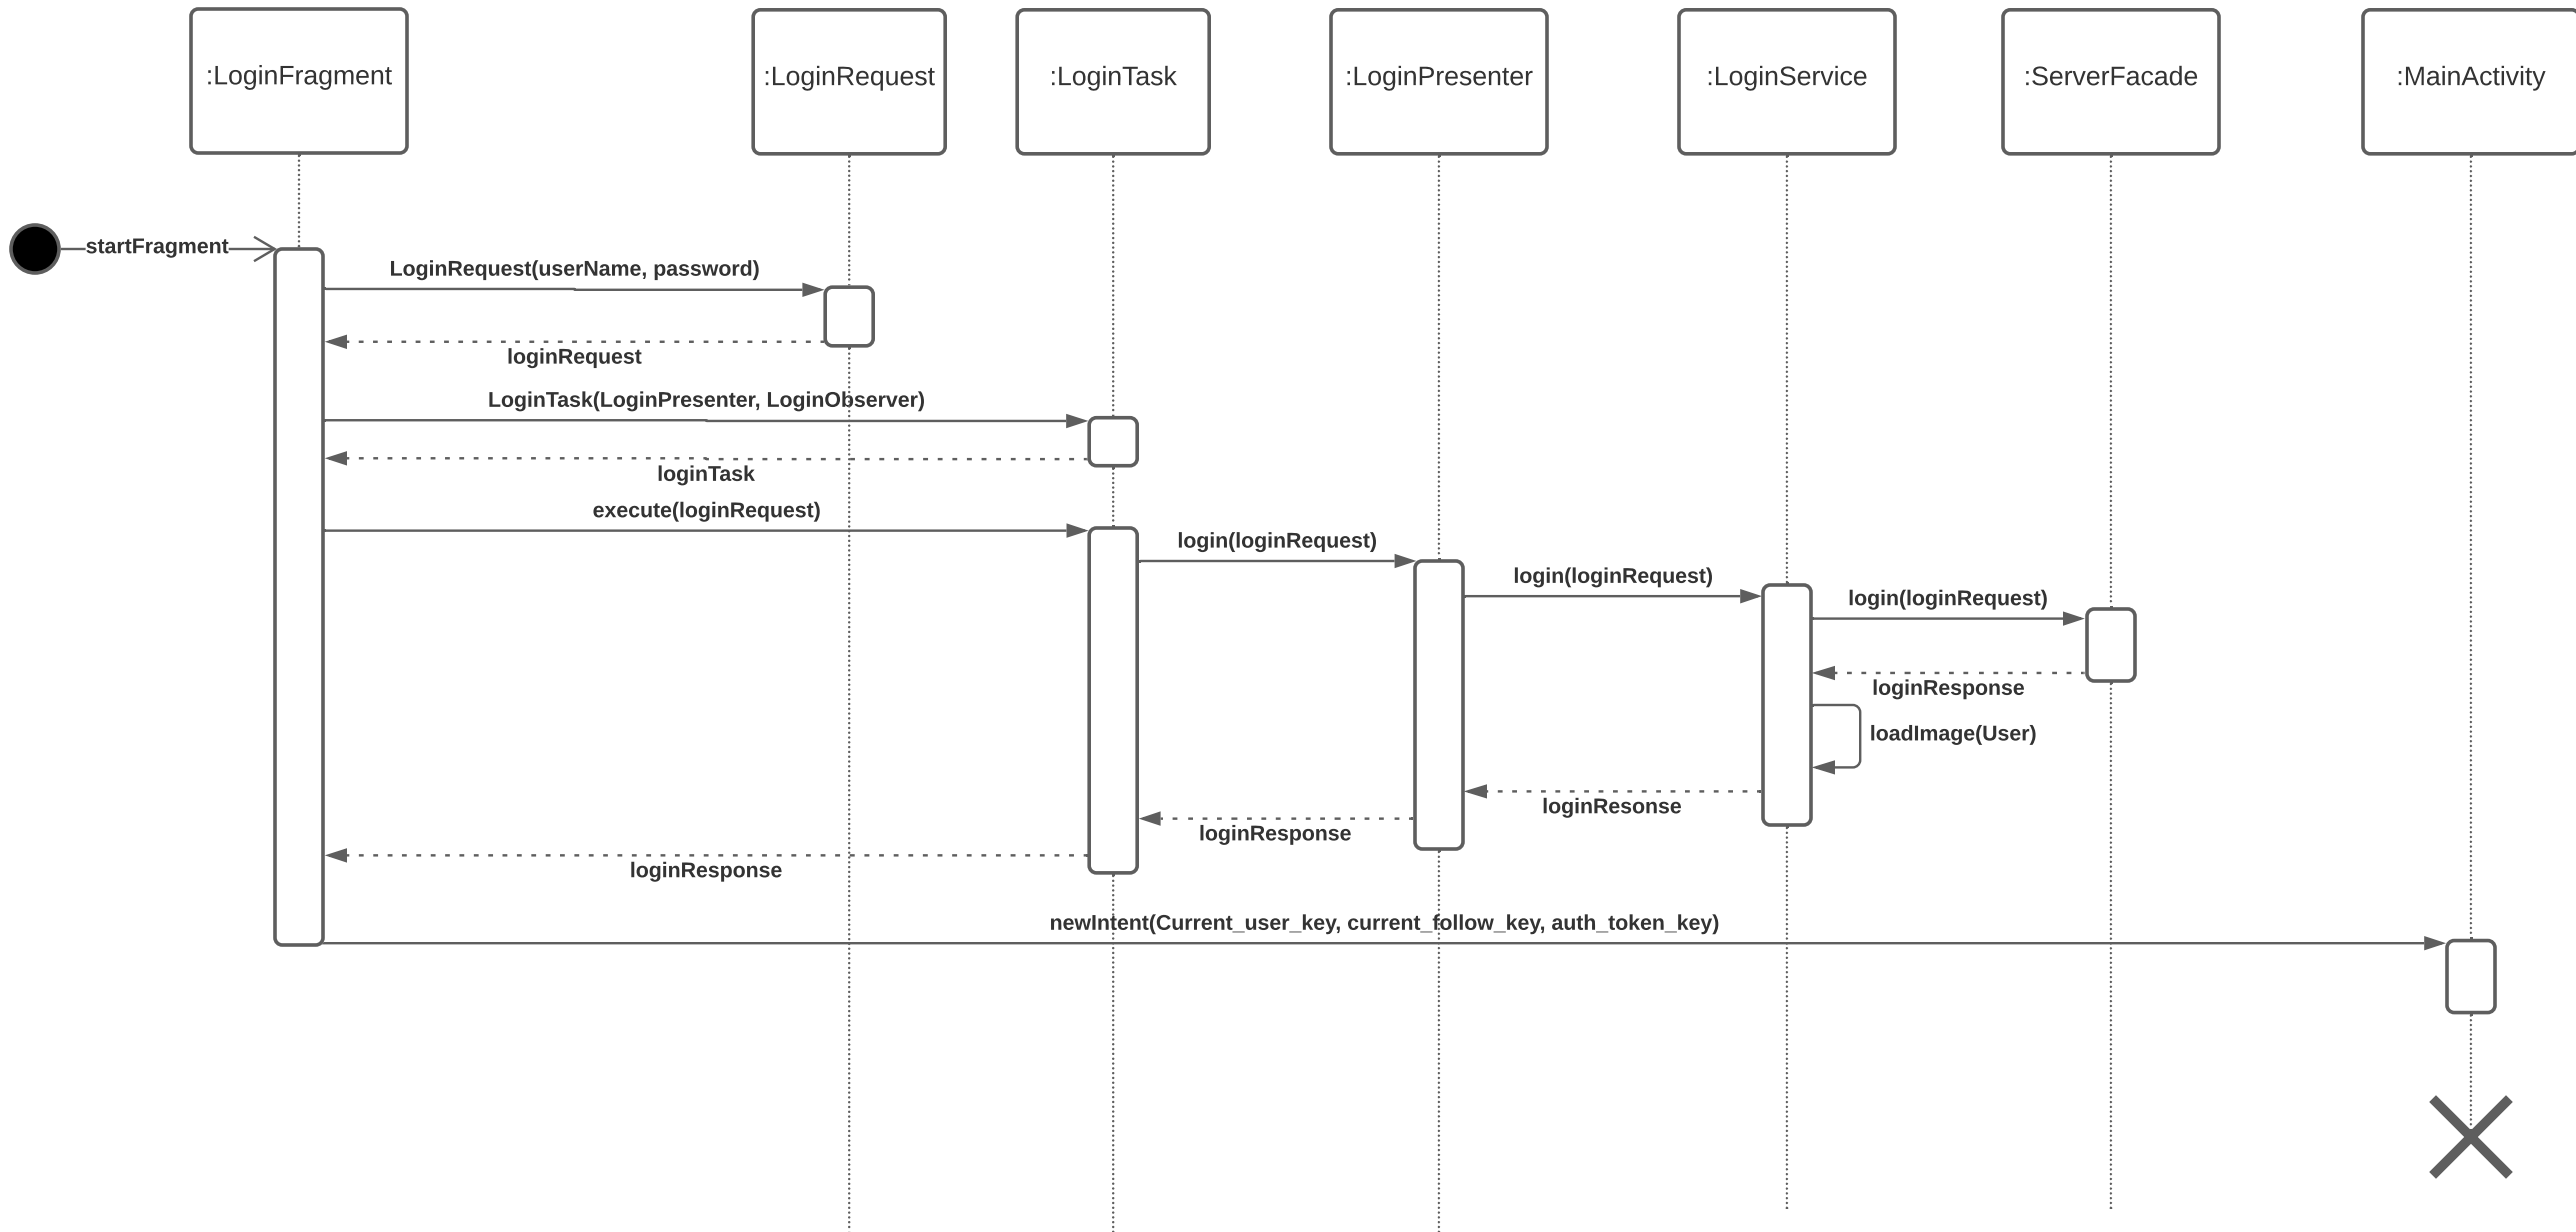 :LoginFragment
:LoginRequest
:LoginTask
:LoginPresenter
:LoginService
:ServerFacade
:MainActivity
startFragment
LoginRequest(userName, password)
loginRequest
LoginTask(LoginPresenter, LoginObserver)
loginTask
execute(loginRequest)
login(loginRequest)
login(loginRequest)
login(loginRequest)
loginResponse
loadImage(User)
loginResonse
loginResponse
loginResponse
newIntent(Current_user_key, current_follow_key, auth_token_key)